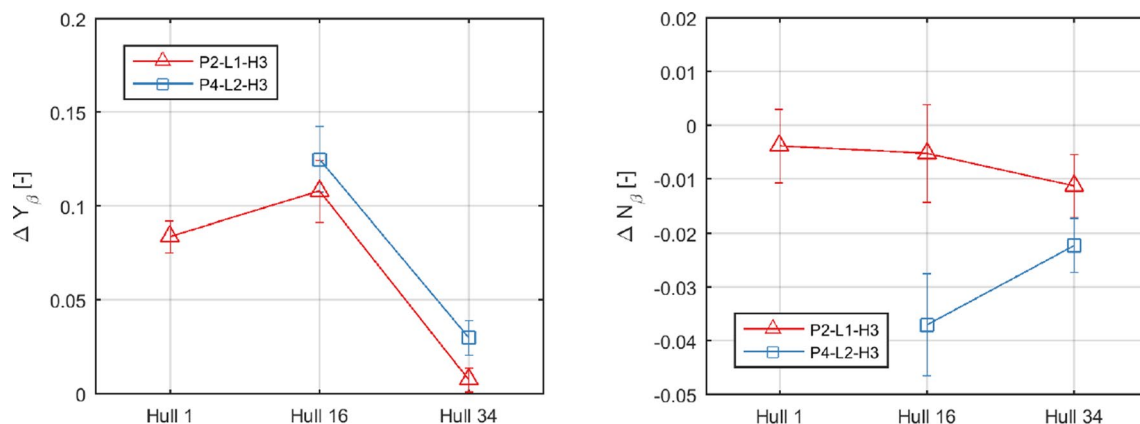 0.2
0.15
0.1
0.05
0
Δ Y_β [-]
P2-L1-H3
P4-L2-H3
Hull 1 Hull 16 Hull 34
0.02
0.01
0
-0.01
-0.02
-0.03
-0.04
-0.05
Δ N_β [-]
P2-L1-H3
P4-L2-H3
Hull 1 Hull 16 Hull 34